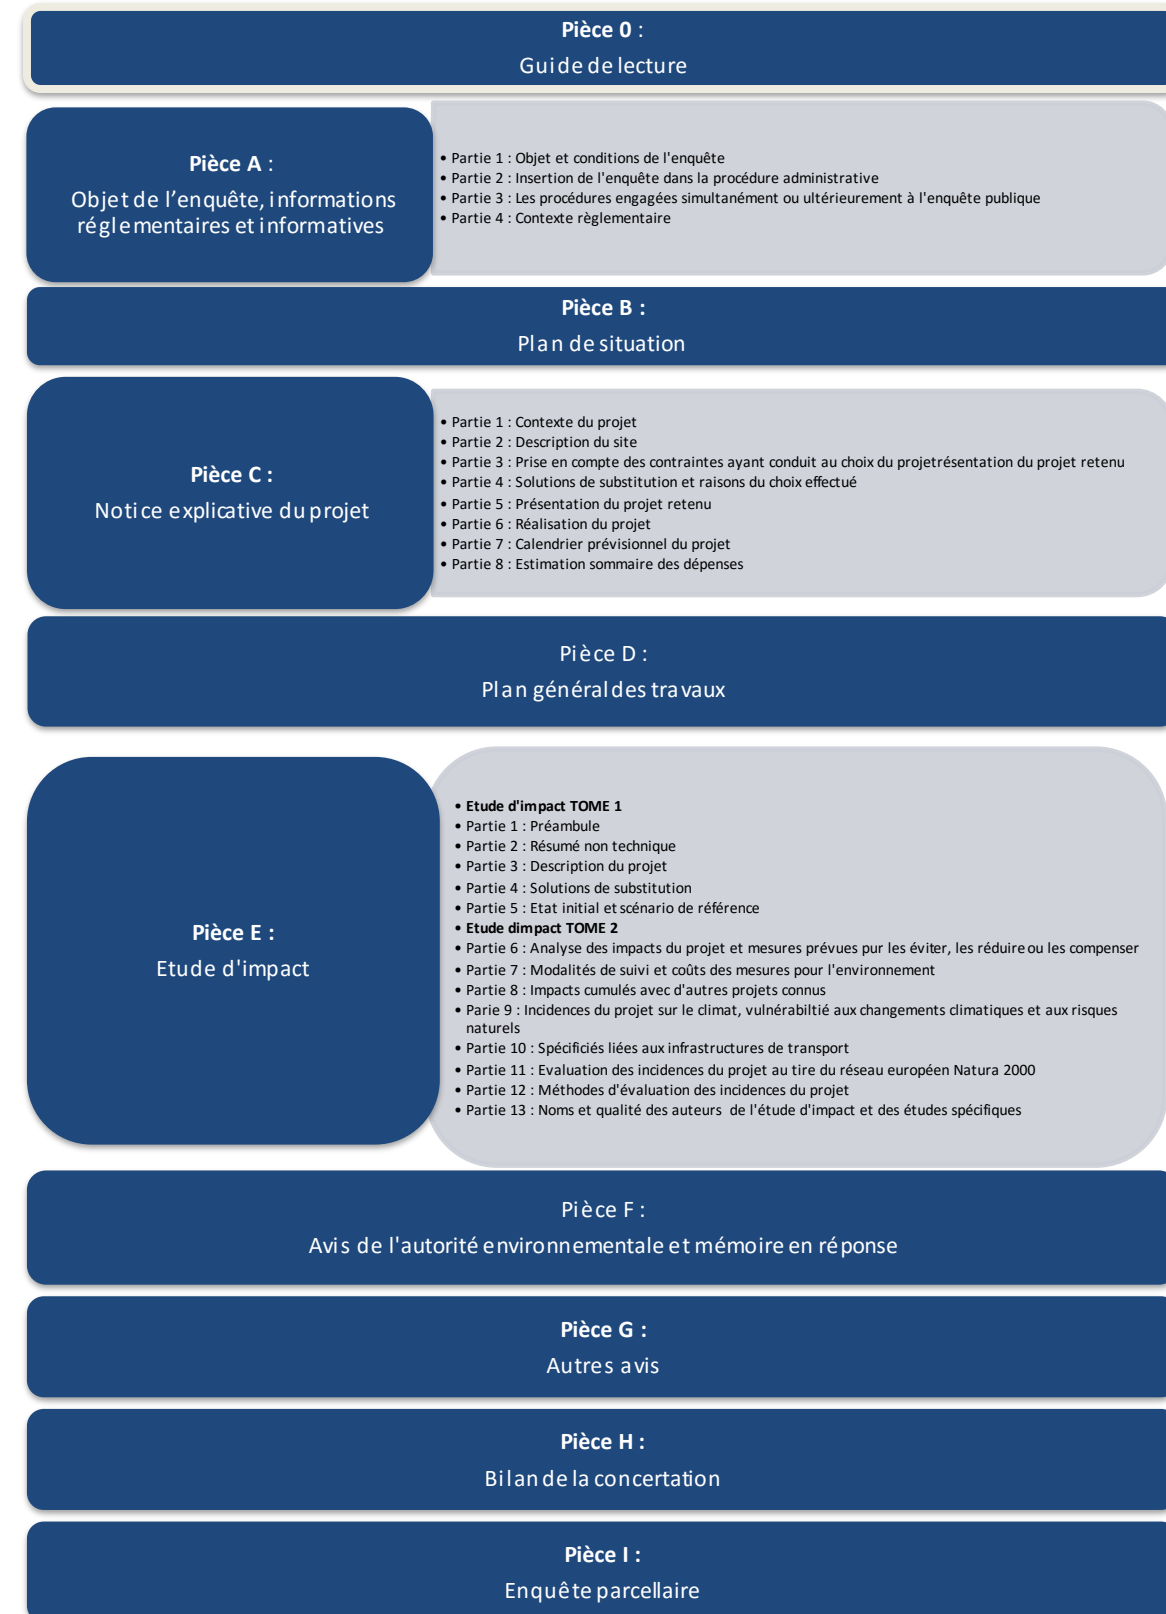 Pièce 0 :
Guide de lecture
Pièce A :
Objet de l’enquête, informations
réglementaires et informatives
• Partie 1 : Objet et conditions de l'enquête
• Partie 2 : Insertion de l'enquête dans la procédure administrative
• Partie 3 : Les procédures engagées simultanément ou ultérieurement à l'enquête publique
• Partie 4 : Contexte règlementaire
Pièce B :
Plan de situation
Pièce C :
Notice explicative du projet
• Partie 1 : Contexte du projet
• Partie 2 : Description du site
• Partie 3 : Prise en compte des contraintes ayant conduit au choix du projetrésentation du projet retenu
• Partie 4 : Solutions de substitution et raisons du choix effectué
• Partie 5 : Présentation du projet retenu
• Partie 6 : Réalisation du projet
• Partie 7 : Calendrier prévisionnel du projet
• Partie 8 : Estimation sommaire des dépenses
Pièce D :
Plan général des travaux
Pièce E :
Etude d'impact
• Etude d'impact TOME 1
• Partie 1 : Préambule
• Partie 2 : Résumé non technique
• Partie 3 : Description du projet
• Partie 4 : Solutions de substitution
• Partie 5 : Etat initial et scénario de référence
• Etude dimpact TOME 2
• Partie 6 : Analyse des impacts du projet et mesures prévues pur les éviter, les réduire ou les compenser
• Partie 7 : Modalités de suivi et coûts des mesures pour l'environnement
• Partie 8 : Impacts cumulés avec d'autres projets connus
• Parie 9 : Incidences du projet sur le climat, vulnérabiltié aux changements climatiques et aux risques
naturels
• Partie 10 : Spécificiés liées aux infrastructures de transport
• Partie 11 : Evaluation des incidences du projet au tire du réseau européen Natura 2000
• Partie 12 : Méthodes d'évaluation des incidences du projet
• Partie 13 : Noms et qualité des auteurs de l'étude d'impact et des études spécifiques
Pièce F :
Avis de l'autorité environnementale et mémoire en réponse
Pièce G :
Autres avis
Pièce H :
Bilan de la concertation
Pièce I :
Enquête parcellaire